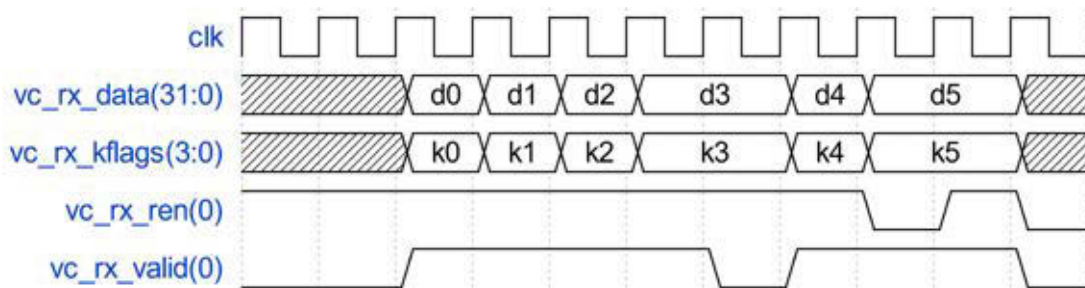 clk
vc_rx_data(31:0) d0 d1 d2 d3 d4 d5
vc_rx_kflags(3:0) k0 k1 k2 k3 k4 k5
vc_rx_ren(0)
vc_rx_valid(0)